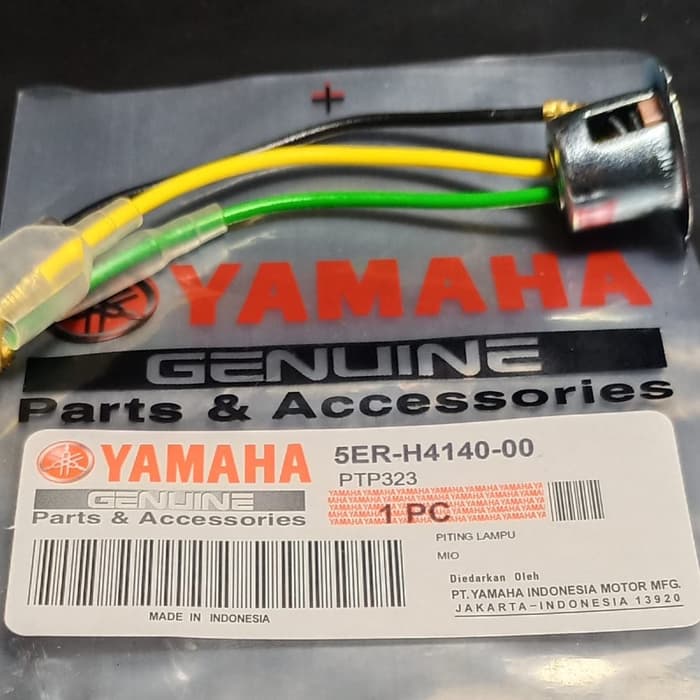 YAMAHA
GENUINE
Parts & Accessories
YAMAHA
GENUINE
Parts & Accessories
5ER-H4140-00
PTP323
1 PC
PITING LAMPU
MIO
Diedarkan Oleh
PT. YAMAHA INDONESIA MOTOR MFG.
JAKARTA-INDONESIA 13920
MADE IN INDONESIA